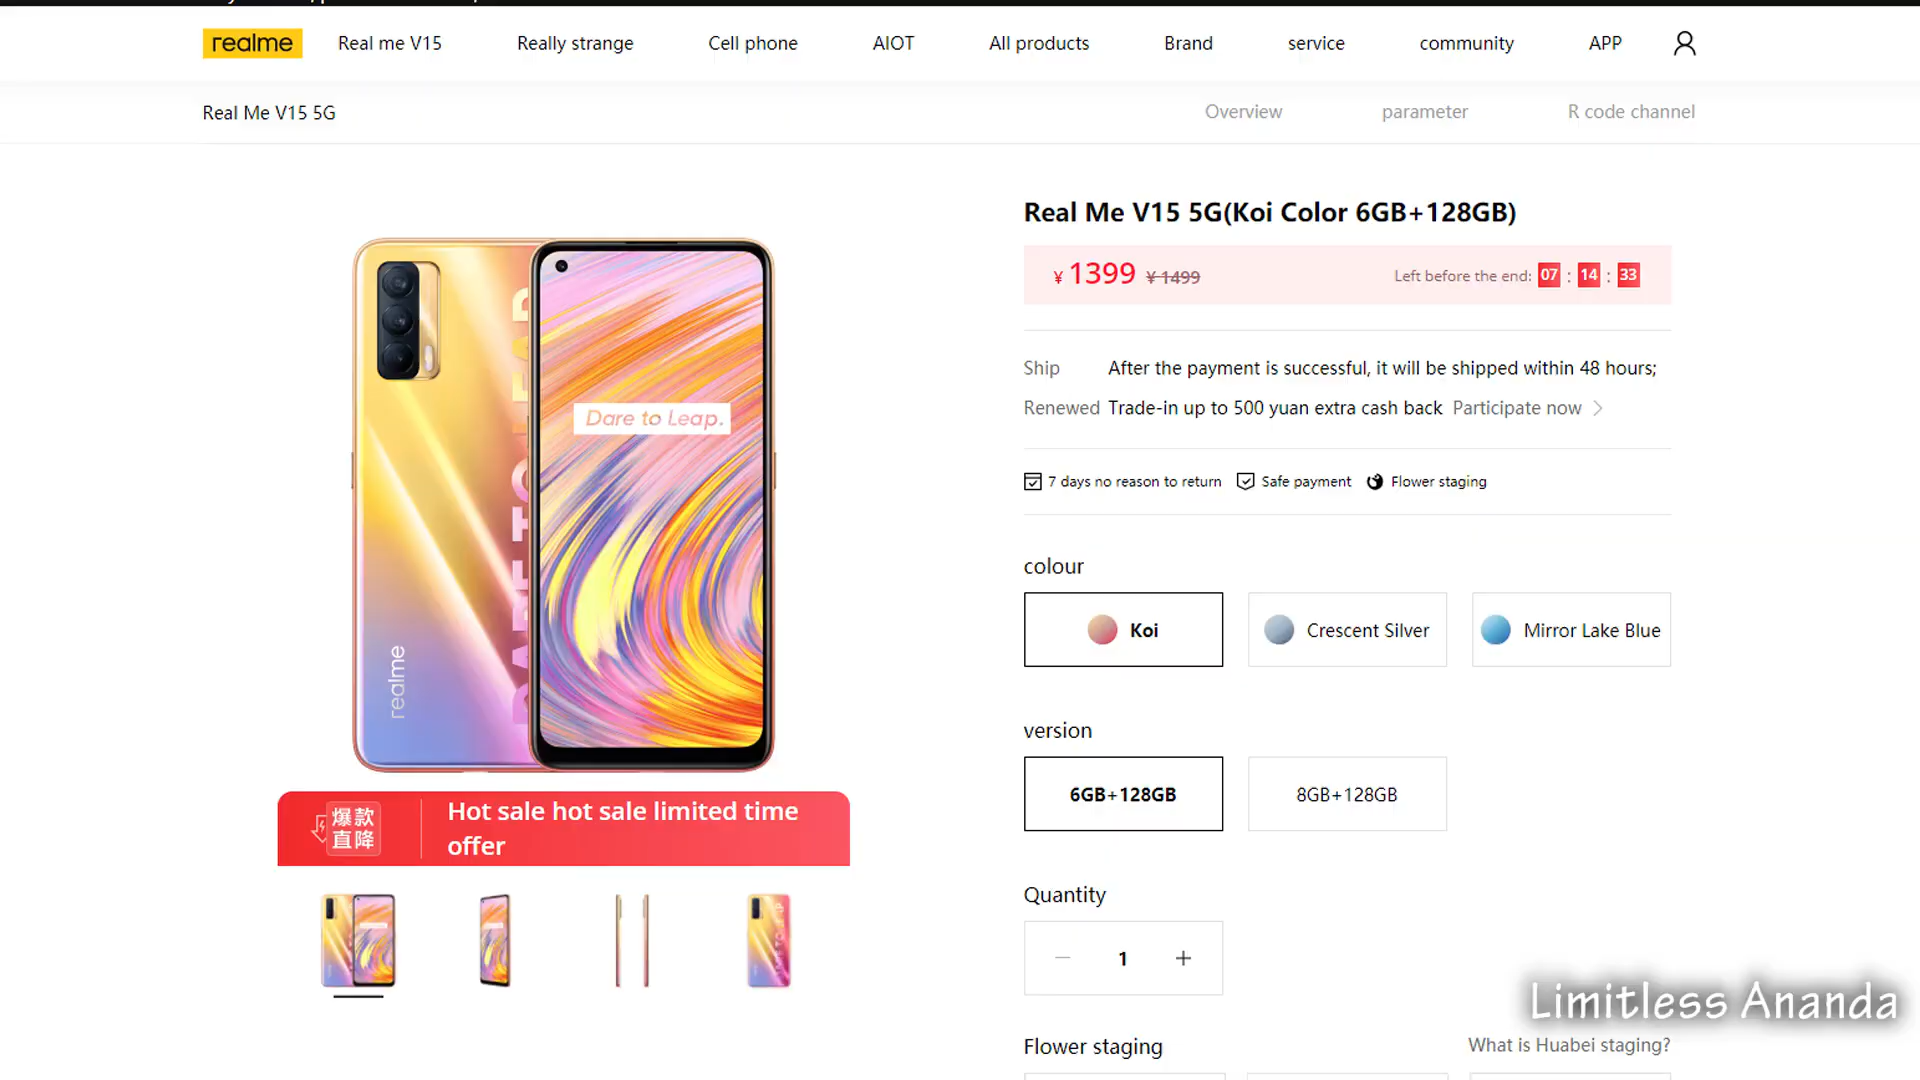 realme
Real me V15
Really strange
Cell phone
AIOT
All products
Brand
service
community
APP
Real Me V15 5G
Overview
parameter
R code channel
Real Me V15 5G(Koi Color 6GB+128GB)
¥ 1399 ¥ 1499
Left before the end: 07 : 14 : 33
Ship After the payment is successful, it will be shipped within 48 hours;
Renewed Trade-in up to 500 yuan extra cash back Participate now
7 days no reason to return Safe payment Flower staging
colour
Koi
Crescent Silver
Mirror Lake Blue
version
6GB+128GB
8GB+128GB
Quantity
1
Flower staging
What is Huabei staging?
Dare to Leap.
realme
DARE TO LEAP
爆款
直降
Hot sale hot sale limited time
offer
Limitless Ananda